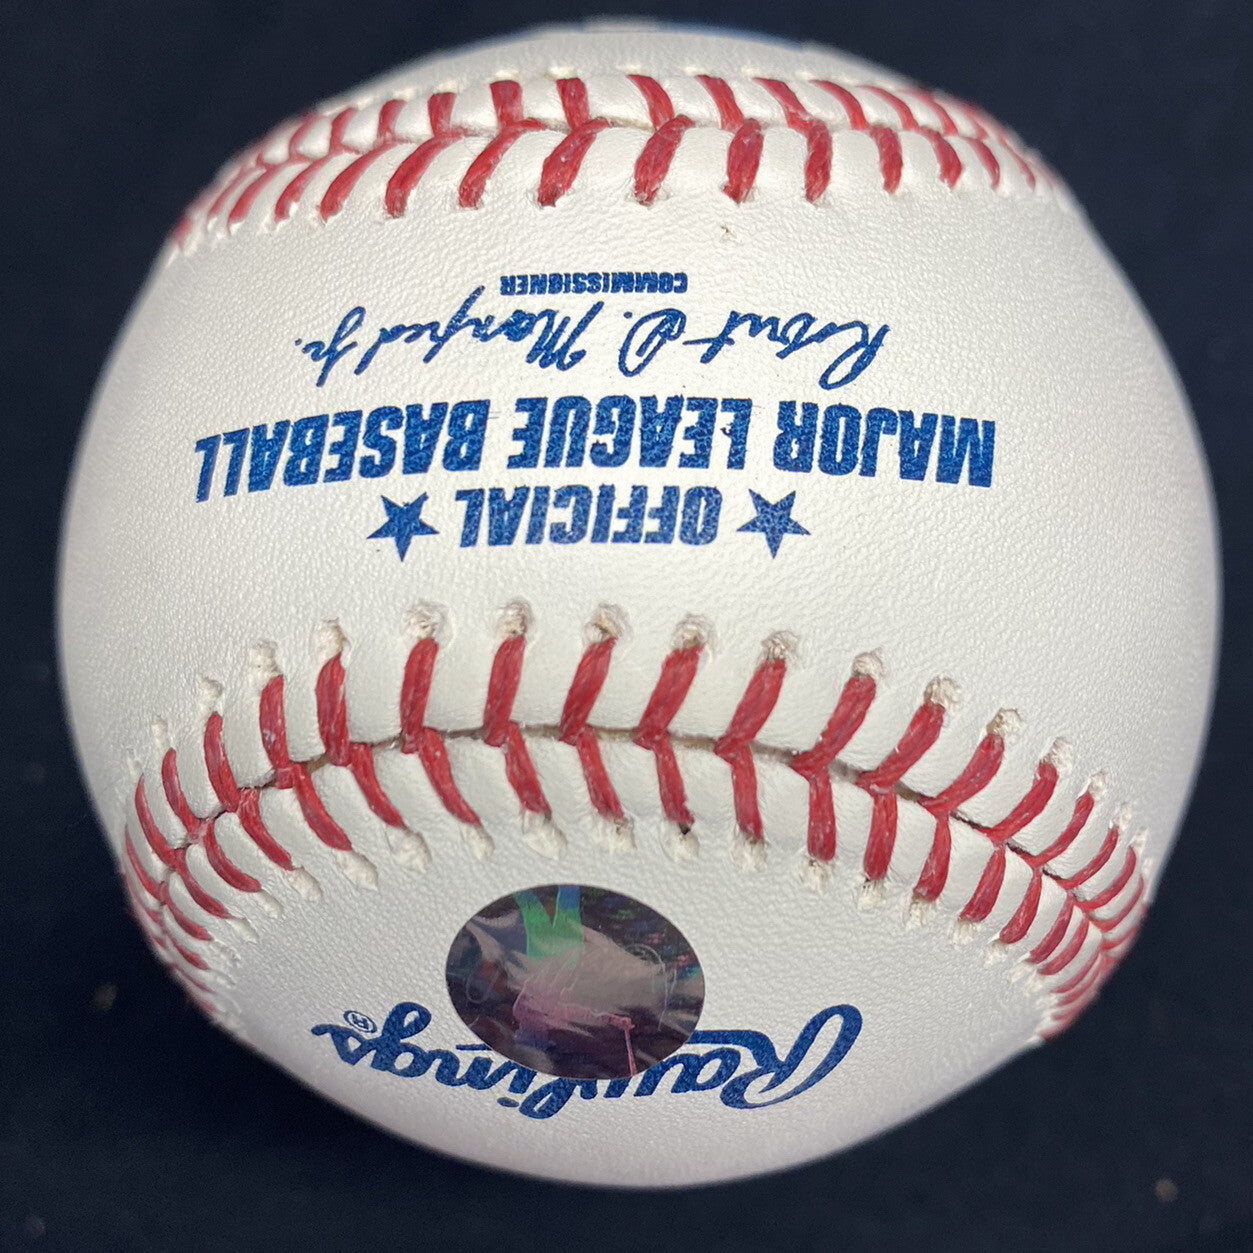 Rawlings®
OFFICIAL
MAJOR LEAGUE BASEBALL
Robert D. Manfred Jr.
COMMISSIONER